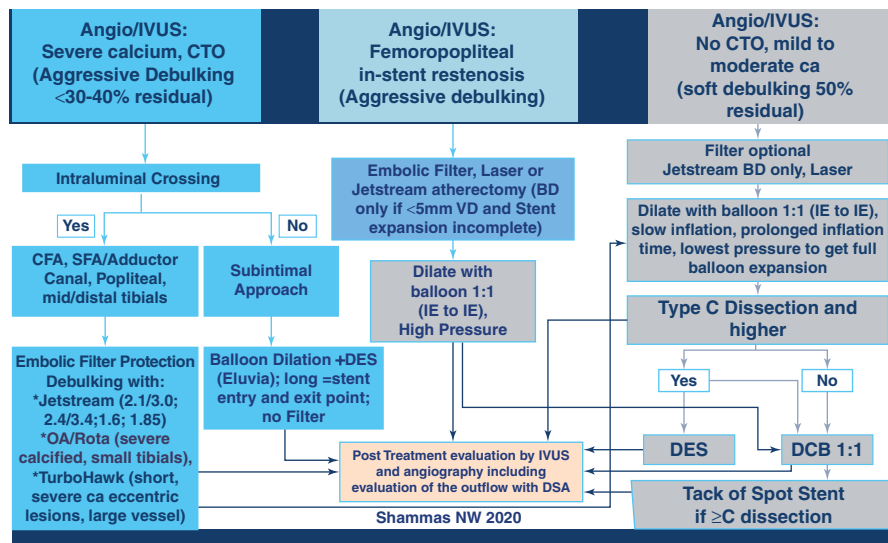 Angio/IVUS:
Severe calcium, CTO
(Aggressive Debulking
<30-40% residual)
Intraluminal Crossing
Yes
No
CFA, SFA/Adductor
Canal, Popliteal,
mid/distal tibials
Subintimal
Approach
Embolic Filter Protection
Debulking with:
*Jetstream (2.1/3.0;
2.4/3.4;1.6; 1.85)
*OA/Rota (severe
calcified, small tibials),
*TurboHawk (short,
severe ca eccentric
lesions, large vessel)
Balloon Dilation +DES
(Eluvia); long =stent
entry and exit point;
no Filter
Angio/IVUS:
Femoropopliteal
in-stent restenosis
(Aggressive debulking)
Embolic Filter, Laser or
Jetstream atherectomy (BD
only if <5mm VD and Stent
expansion incomplete)
Dilate with
balloon 1:1
(IE to IE),
High Pressure
Post Treatment evaluation by IVUS
and angiography including
evaluation of the outflow with DSA
Shammas NW 2020
Angio/IVUS:
No CTO, mild to
moderate ca
(soft debulking 50%
residual)
Filter optional
Jetstream BD only, Laser
Dilate with balloon 1:1 (IE to IE),
slow inflation, prolonged inflation
time, lowest pressure to get full
balloon expansion
Type C Dissection and
higher
Yes
No
DES
DCB 1:1
Tack of Spot Stent
if ≥C dissection